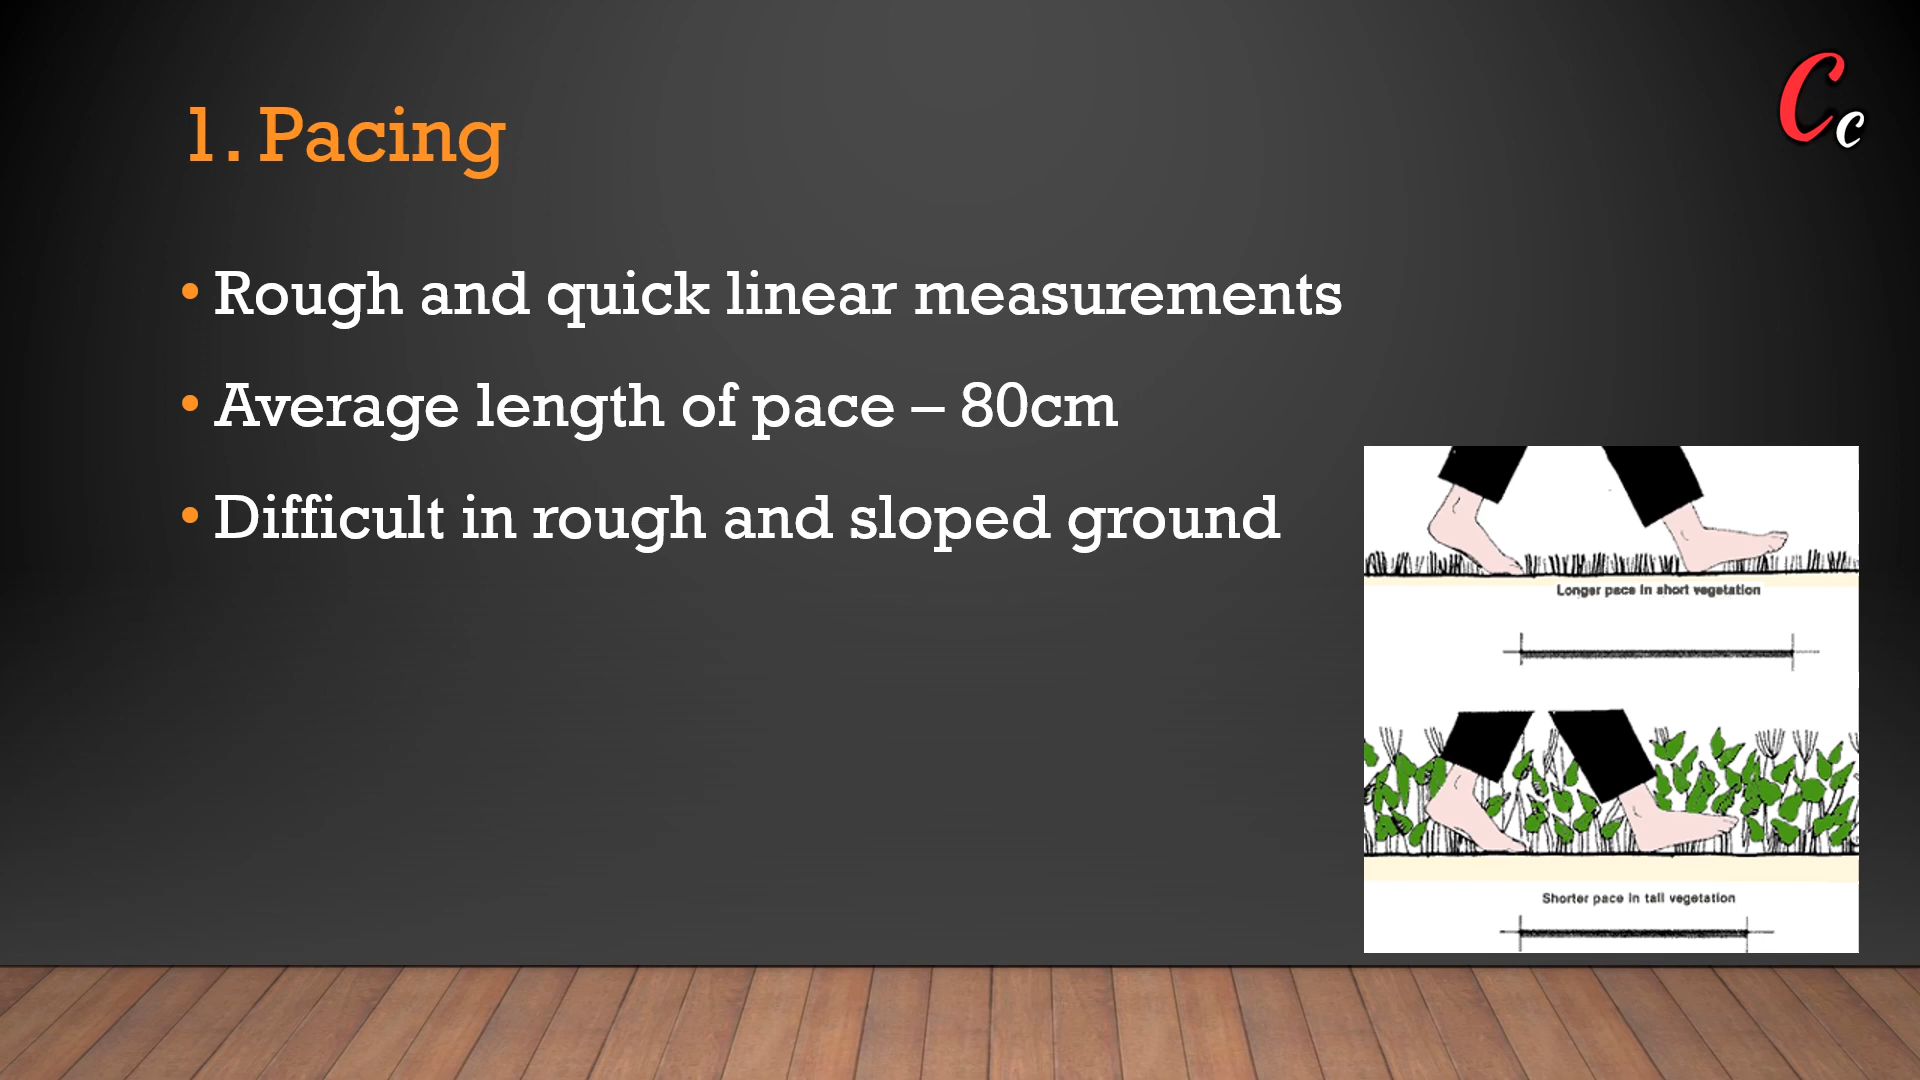 1. Pacing
Cc
• Rough and quick linear measurements
• Average length of pace – 80cm
• Difficult in rough and sloped ground
Longer pace in short vegetation
Shorter pace in tall vegetation